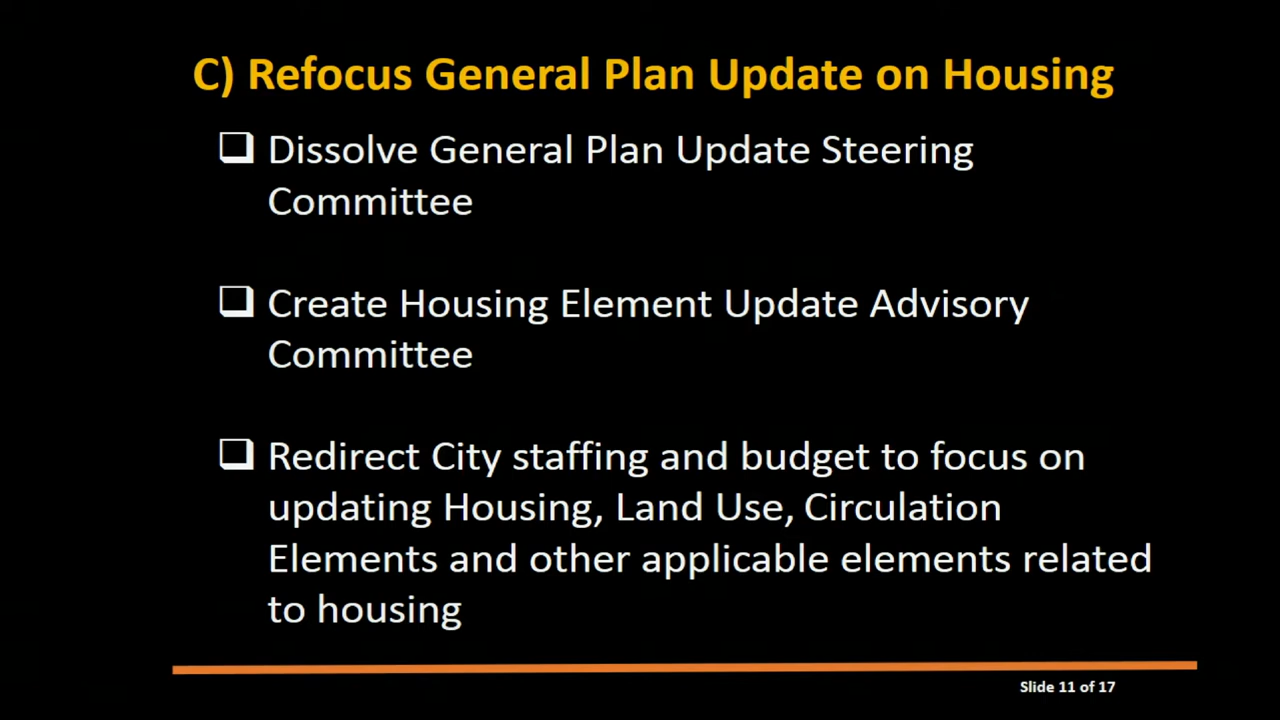 C) Refocus General Plan Update on Housing
Dissolve General Plan Update Steering
Committee
Create Housing Element Update Advisory
Committee
Redirect City staffing and budget to focus on
updating Housing, Land Use, Circulation
Elements and other applicable elements related
to housing
Slide 11 of 17